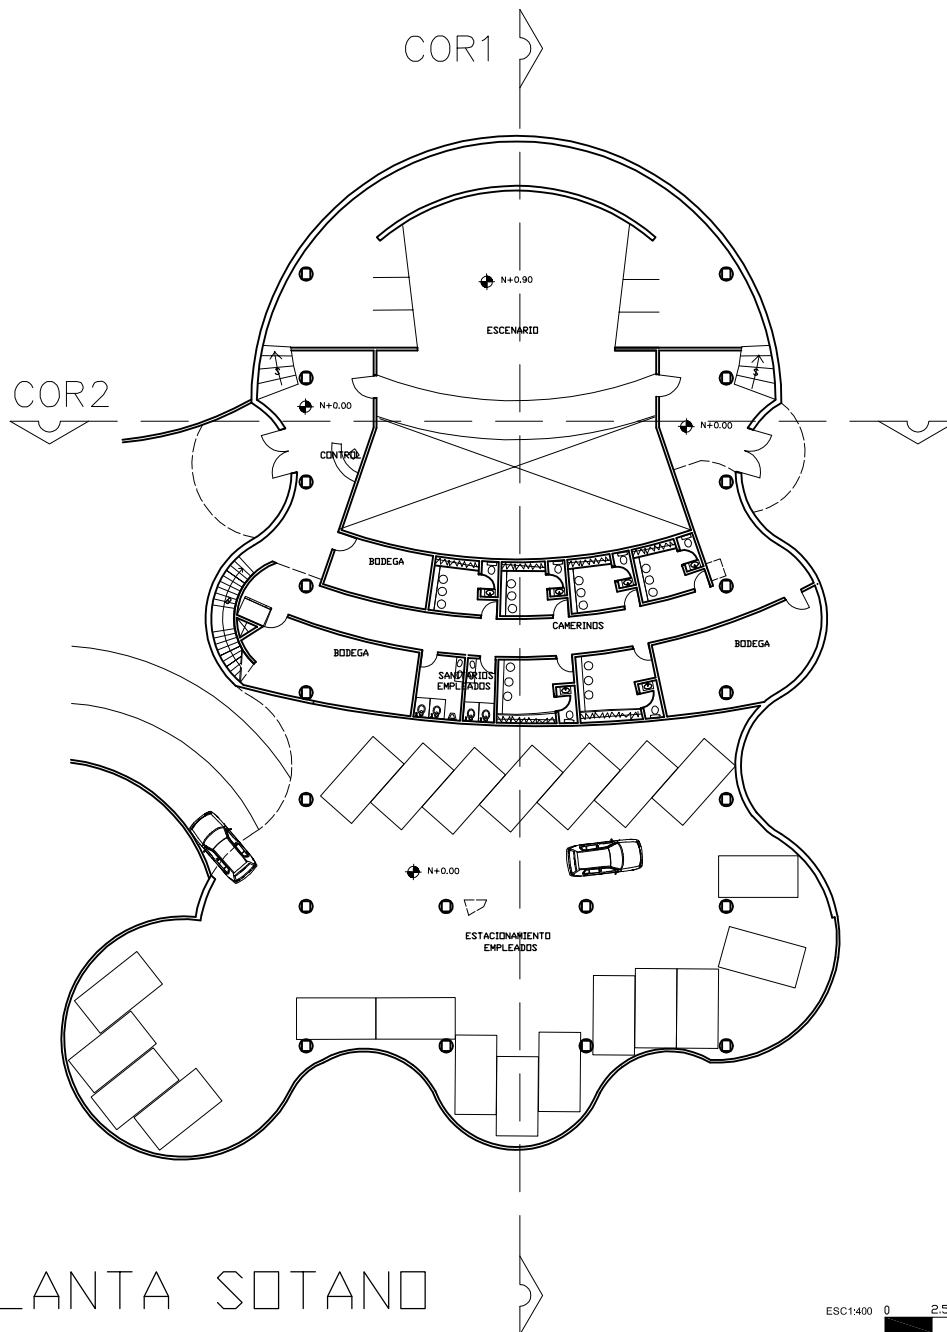 COR1
N+0.90
ESCENARIO
S
S
COR2
N+0.00
N+0.00
CONTROL
BODEGA
CAMERINOS
BODEGA
BODEGA
SANITARIOS
EMPLEADOS
N+0.00
ESTACIONAMIENTO
EMPLEADOS
LANTA SOTANO
ESC1:400 0 2.5